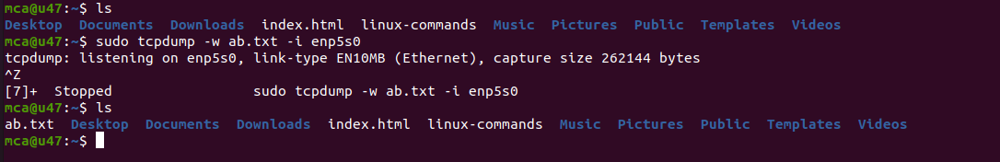 mca@u47:~$ ls
Desktop  Documents  Downloads  index.html  linux-commands  Music  Pictures  Public  Templates  Videos
mca@u47:~$ sudo tcpdump -w ab.txt -i enp5s0
tcpdump: listening on enp5s0, link-type EN10MB (Ethernet), capture size 262144 bytes
^Z
[7]+  Stopped                 sudo tcpdump -w ab.txt -i enp5s0
mca@u47:~$ ls
ab.txt  Desktop  Documents  Downloads  index.html  linux-commands  Music  Pictures  Public  Templates  Videos
mca@u47:~$